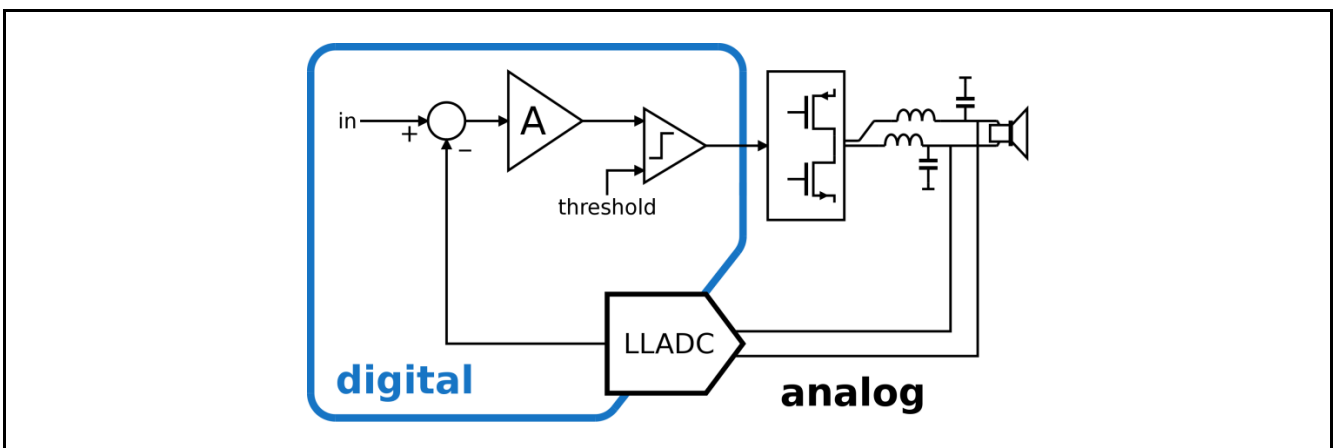 in
+
−
A
threshold
LLADC
digital
analog